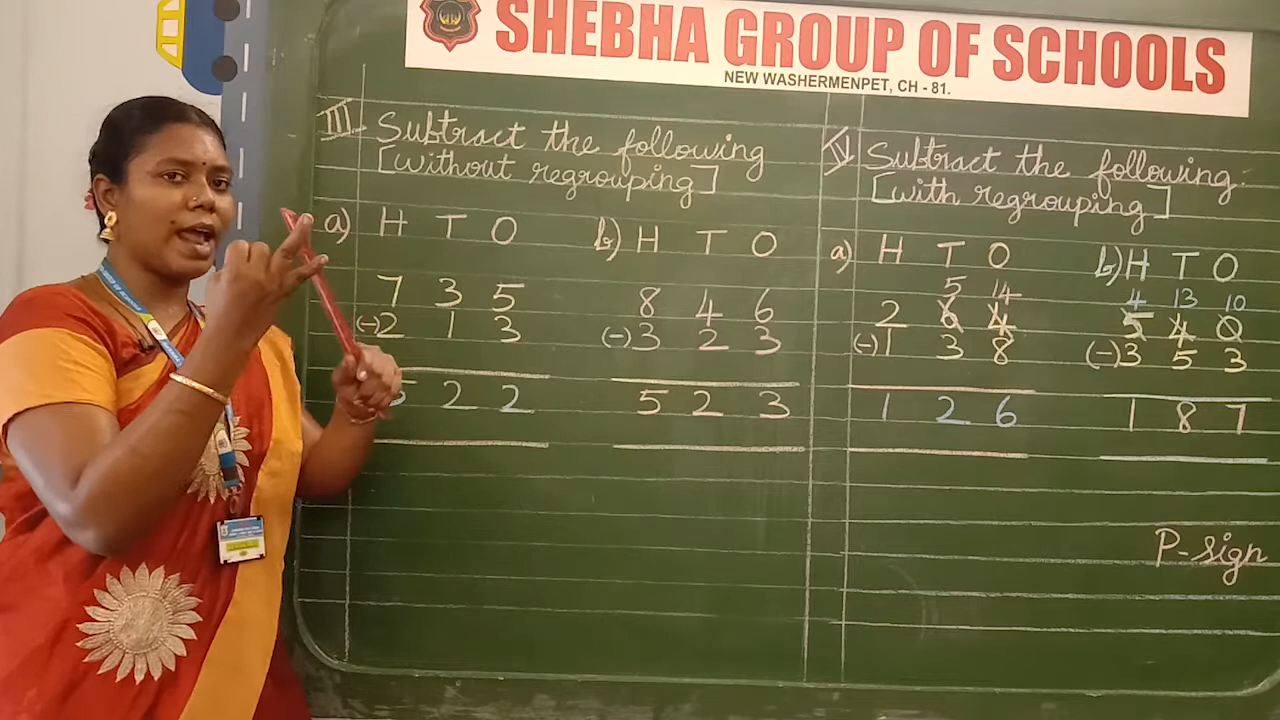 SHEBHA GROUP OF SCHOOLS
NEW WASHERMENPET, CH - 81.
III. Subtract the following
[without regrouping]
a) H T O
7 3 5
(-) 2 1 3
5 2 2
b) H T O
8 4 6
(-) 3 2 3
5 2 3
IV Subtract the following:
[with regrouping]
a) H T O
5 14
2 6 4
(-) 1 3 8
1 2 6
b) H T O
4 13 10
5 4 0
(-) 3 5 3
1 8 7
P-sign